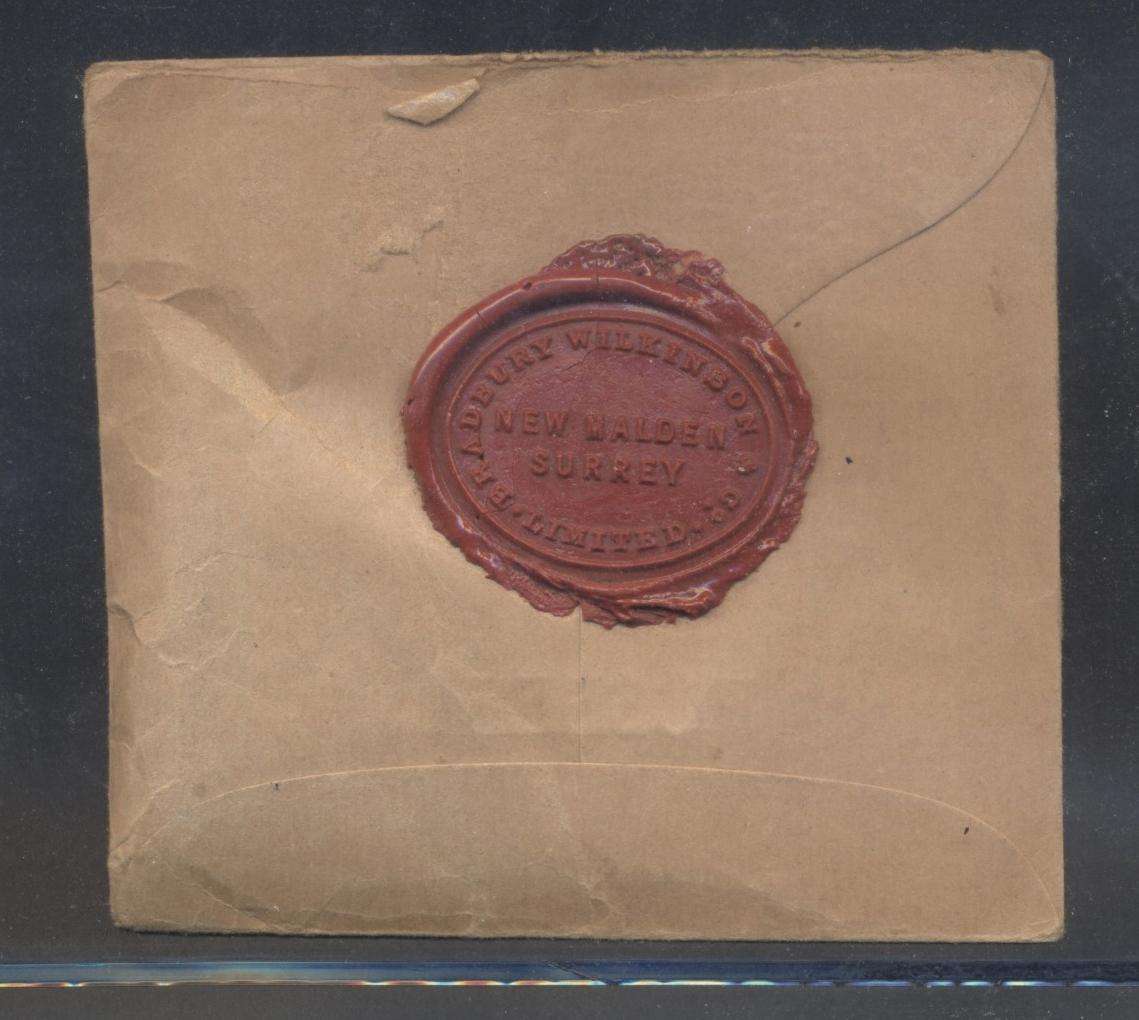 BRADBURY WILKINSON & Co. LIMITED.
NEW MALDEN
SURREY